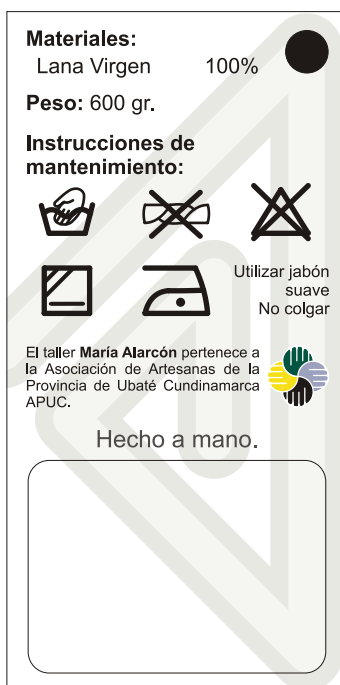 Materiales:
Lana Virgen 100%
Peso: 600 gr.
Instrucciones de
mantenimiento:
Utilizar jabón
suave
No colgar
El taller María Alarcón pertenece a
la Asociación de Artesanas de la
Provincia de Ubaté Cundinamarca
APUC.
Hecho a mano.